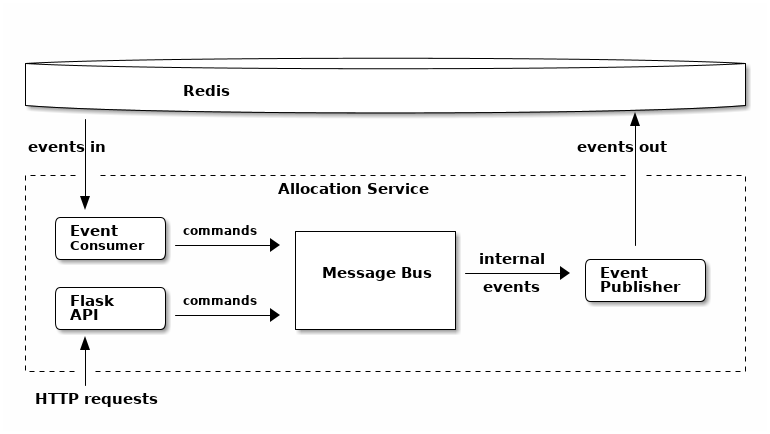 Redis
events in
events out
Allocation Service
Event
Consumer
commands
Message Bus
internal
events
Event
Publisher
Flask
API
commands
HTTP requests